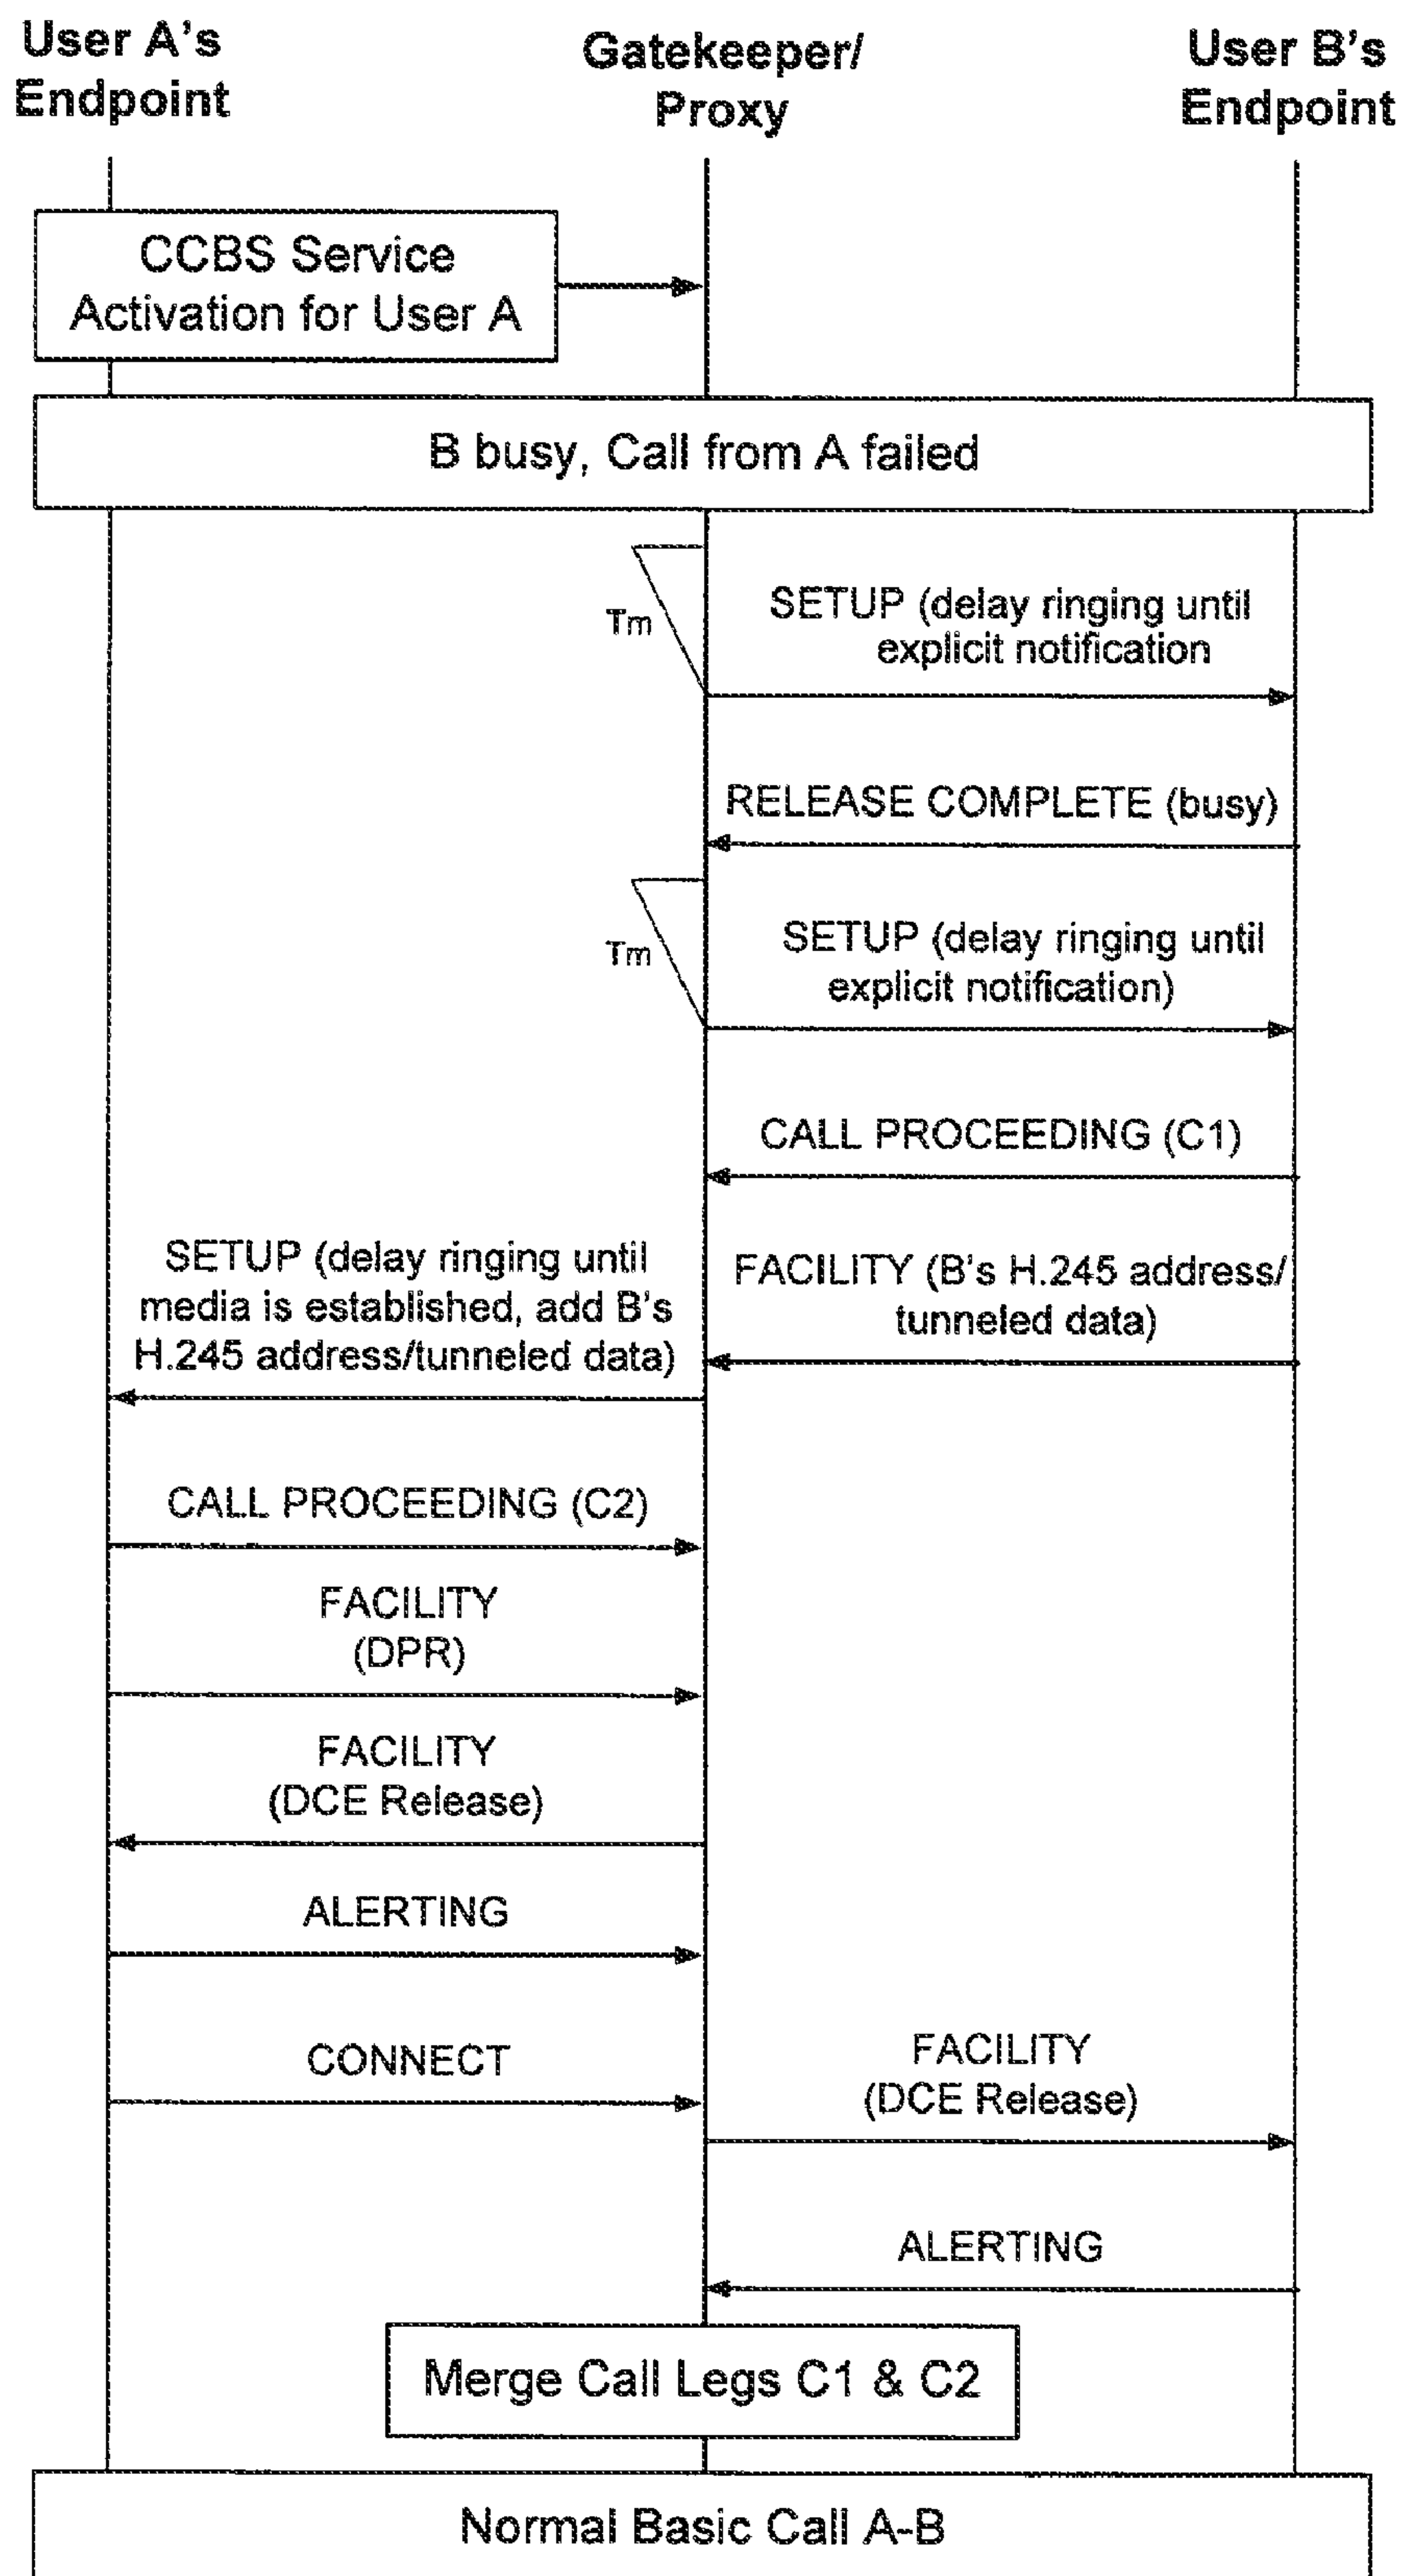 User A's
Endpoint
Gatekeeper/
Proxy
User B's
Endpoint
CCBS Service
Activation for User A
B busy, Call from A failed
Tm
SETUP (delay ringing until
explicit notification
RELEASE COMPLETE (busy)
Tm
SETUP (delay ringing until
explicit notification)
CALL PROCEEDING (C1)
SETUP (delay ringing until
media is established, add B's
H.245 address/tunneled data)
FACILITY (B's H.245 address/
tunneled data)
CALL PROCEEDING (C2)
FACILITY
(DPR)
FACILITY
(DCE Release)
ALERTING
CONNECT
FACILITY
(DCE Release)
ALERTING
Merge Call Legs C1 & C2
Normal Basic Call A-B